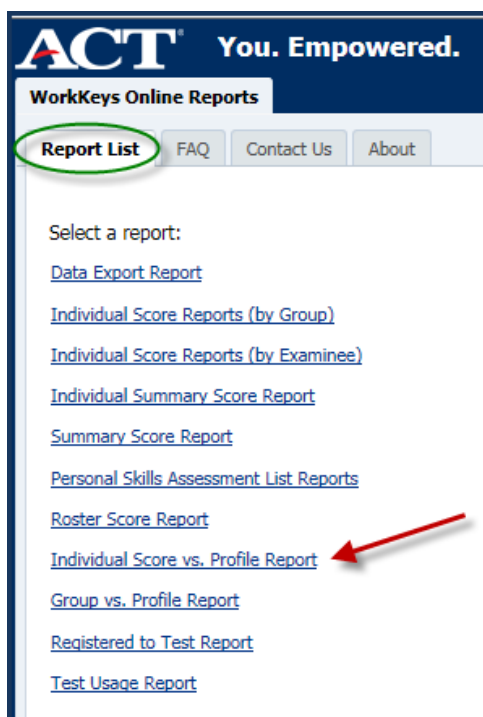 ACT® You. Empowered.
WorkKeys Online Reports
Report List FAQ Contact Us About
Select a report:
Data Export Report
Individual Score Reports (by Group)
Individual Score Reports (by Examinee)
Individual Summary Score Report
Summary Score Report
Personal Skills Assessment List Reports
Roster Score Report
Individual Score vs. Profile Report
Group vs. Profile Report
Registered to Test Report
Test Usage Report